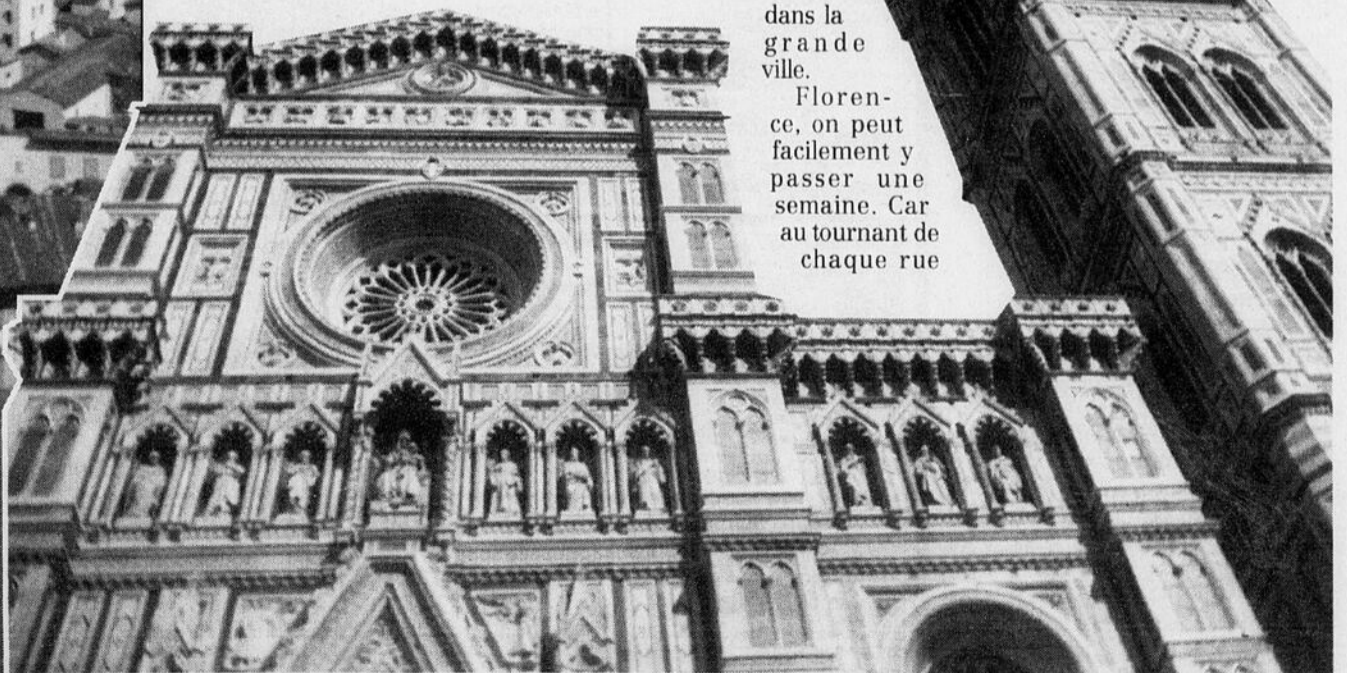 dans la
grande
ville.
Floren-
ce, on peut
facilement y
passer une
semaine. Car
au tournant de
chaque rue